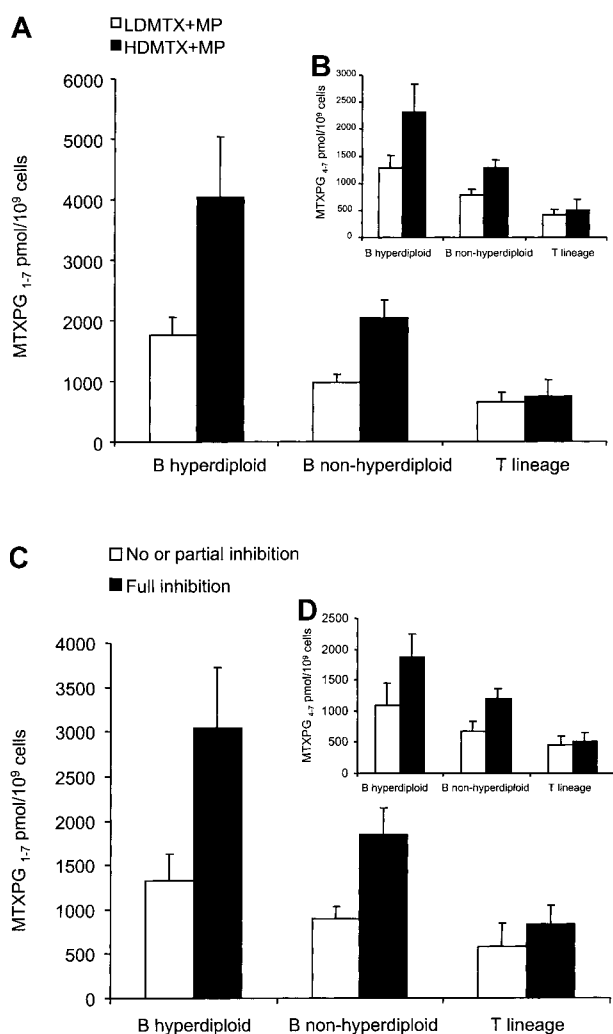 A
LDMTX+MP
HDMTX+MP
MTXPG 1-7 pmol/10⁹ cells
6000
5000
4000
3000
2000
1000
0
B hyperdiploid B non-hyperdiploid T lineage
B
MTXPG 4-7 pmol/10⁹ cells
3000
2500
2000
1500
1000
500
0
B hyperdiploid B non-hyperdiploid T lineage
C
No or partial inhibition
Full inhibition
MTXPG 1-7 pmol/10⁹ cells
4000
3500
3000
2500
2000
1500
1000
500
0
B hyperdiploid B non-hyperdiploid T lineage
D
MTXPG 4-7 pmol/10⁹ cells
2500
2000
1500
1000
500
0
B hyperdiploid B non-hyperdiploid T lineage